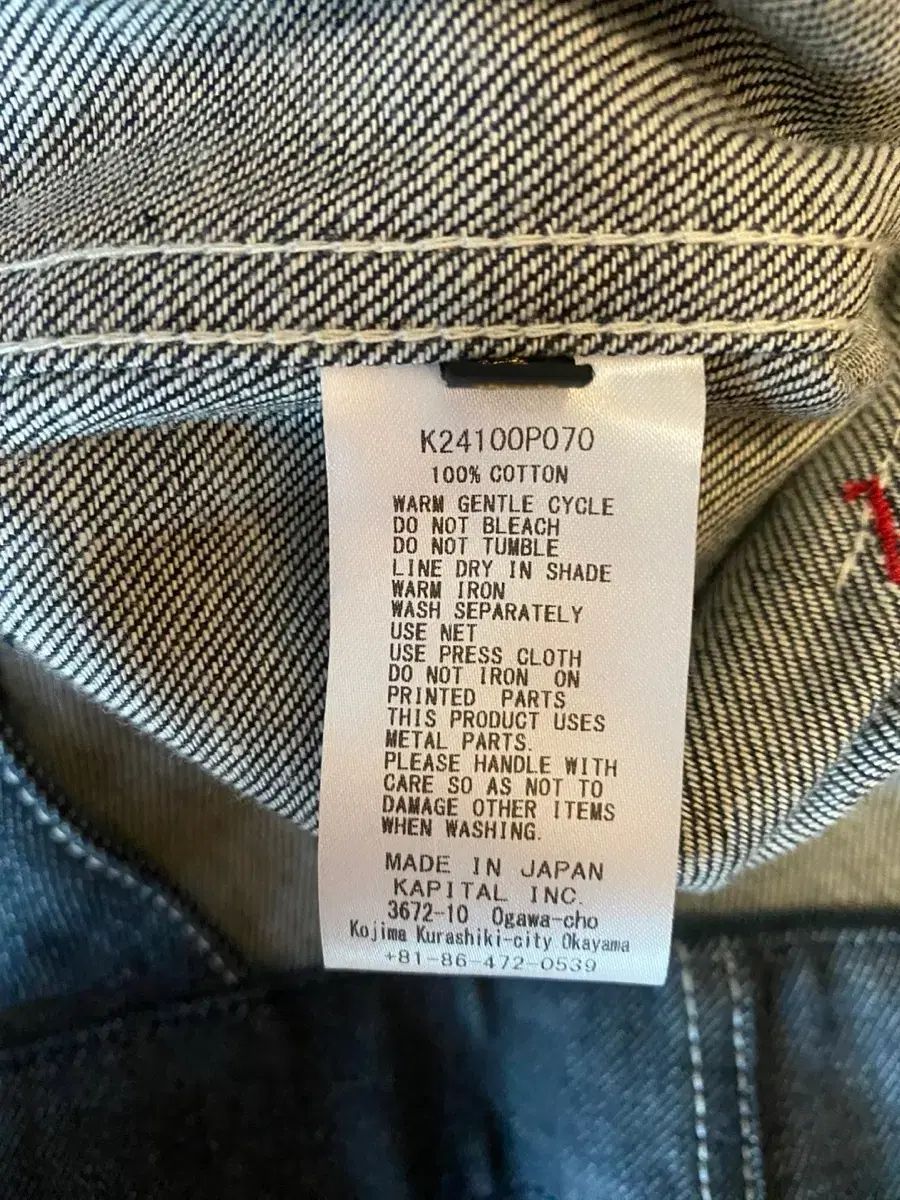 K24100P070
100% COTTON
WARM GENTLE CYCLE
DO NOT BLEACH
DO NOT TUMBLE
LINE DRY IN SHADE
WARM IRON
WASH SEPARATELY
USE NET
USE PRESS CLOTH
DO NOT IRON ON
PRINTED PARTS
THIS PRODUCT USES
METAL PARTS.
PLEASE HANDLE WITH
CARE SO AS NOT TO
DAMAGE OTHER ITEMS
WHEN WASHING.
MADE IN JAPAN
KAPITAL INC.
3672-10 Ogawa-cho
Kojima Kurashiki-city Okayama
+81-86-472-0539